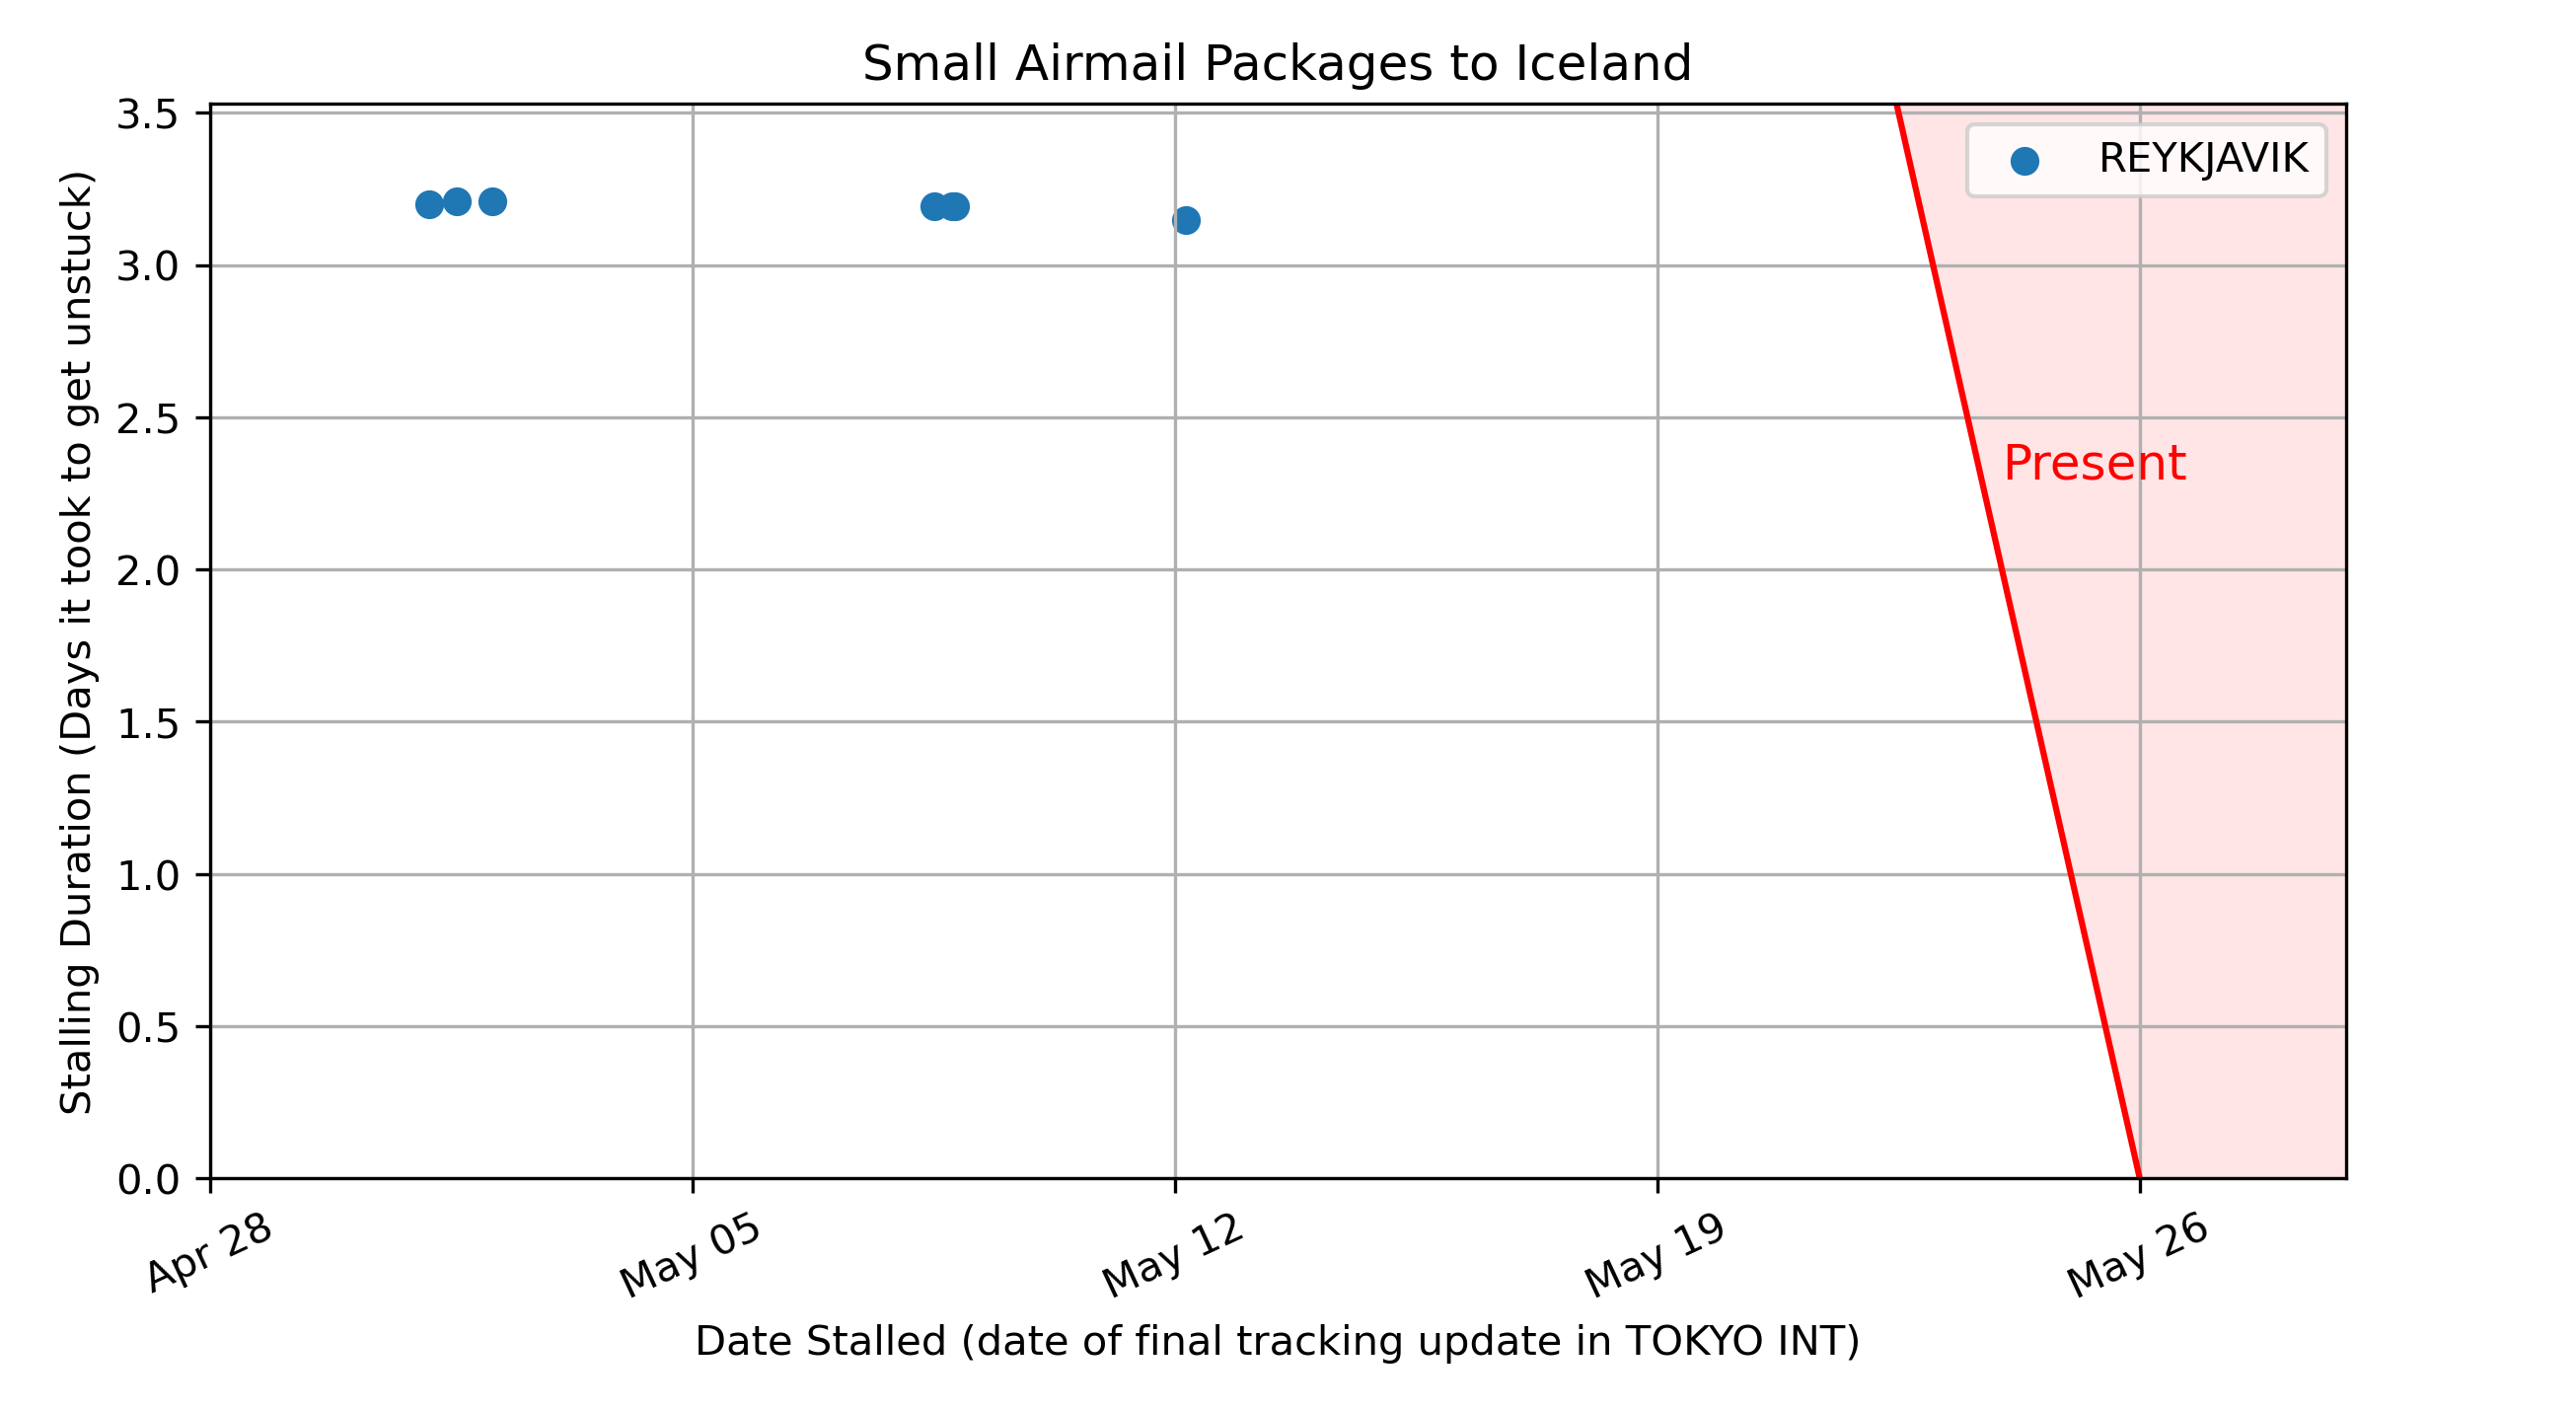 Small Airmail Packages to Iceland
Stalling Duration (Days it took to get unstuck)
3.5
3.0
2.5
2.0
1.5
1.0
0.5
0.0
REYKJAVIK
Present
Apr 28
May 05
May 12
May 19
May 26
Date Stalled (date of final tracking update in TOKYO INT)